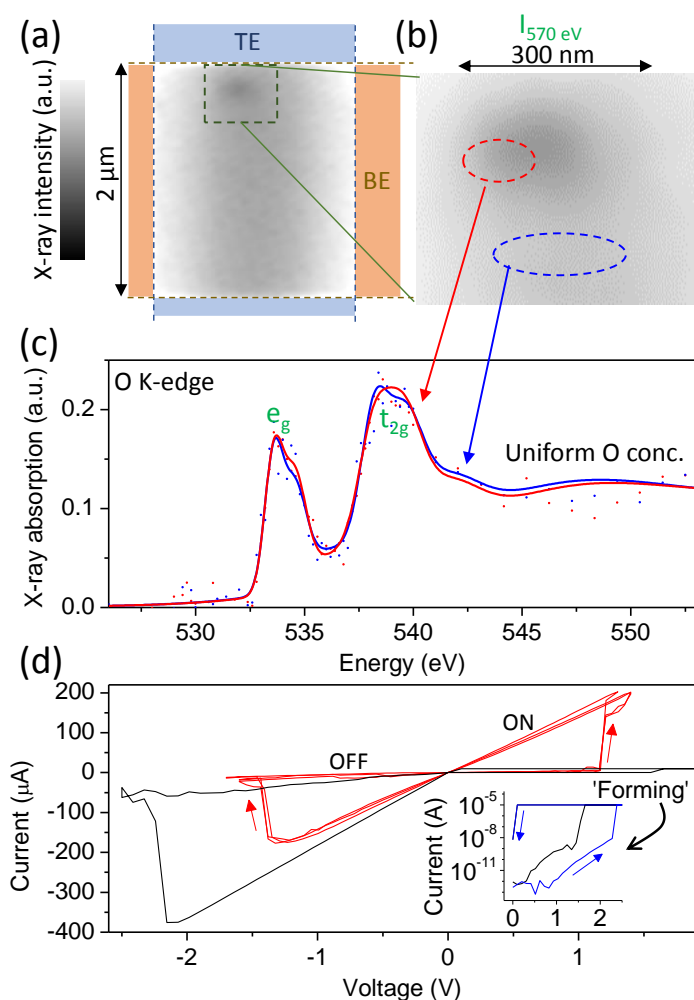 (a)
TE
X-ray intensity (a.u.)
2 μm
BE
(b)
I570 eV
300 nm
(c)
O K-edge
eg
t2g
Uniform O conc.
X-ray absorption (a.u.)
0.2
0.1
0.0
530 535 540 545 550
Energy (eV)
(d)
200
100
0
-100
-200
-300
-400
Current (μA)
ON
OFF
'Forming'
Current (A)
10-5
10-8
10-11
0 1 2
-2 -1 0 1
Voltage (V)